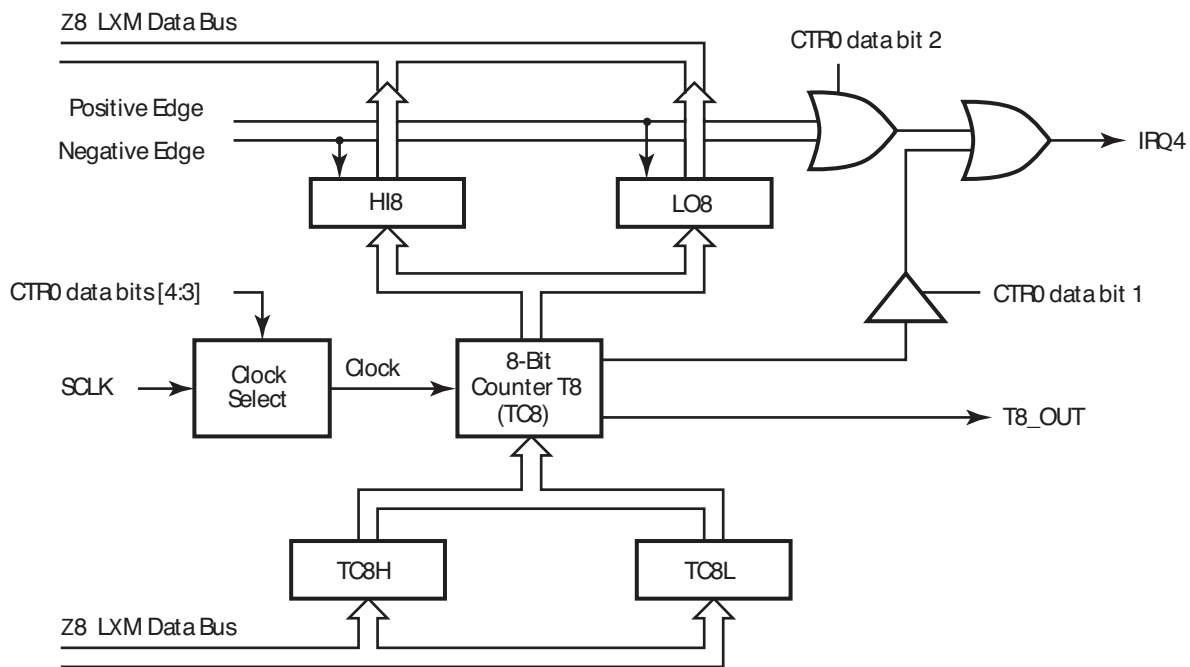 Z8 LXM Data Bus
CTR0 data bit 2
Positive Edge
Negative Edge
IRQ4
HI8
LO8
CTR0 data bits [4:3]
CTR0 data bit 1
8-Bit
Counter T8
(TC8)
Clock
Select
Clock
SCLK
T8_OUT
TC8H
TC8L
Z8 LXM Data Bus